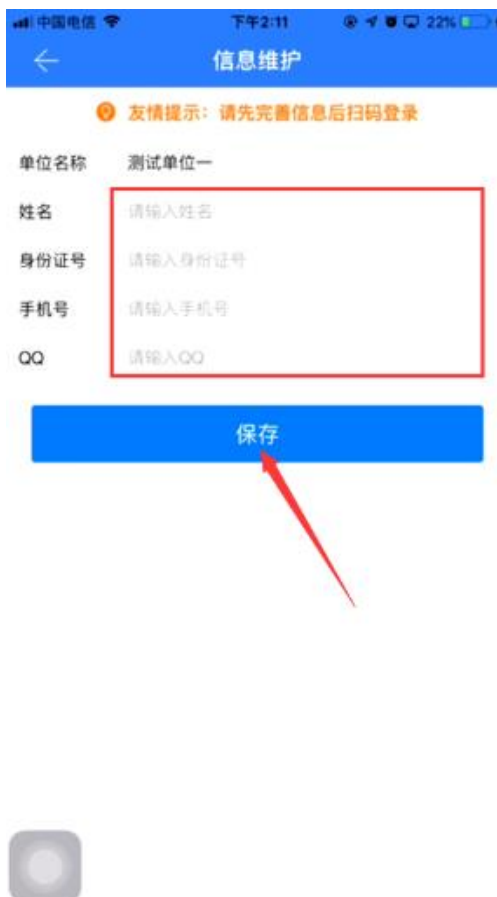 中国电信 下午2:11 22%
信息维护
友情提示：请先完善信息后扫码登录
单位名称 测试单位一
姓名 请输入姓名
身份证号 请输入身份证号
手机号 请输入手机号
QQ 请输入QQ
保存